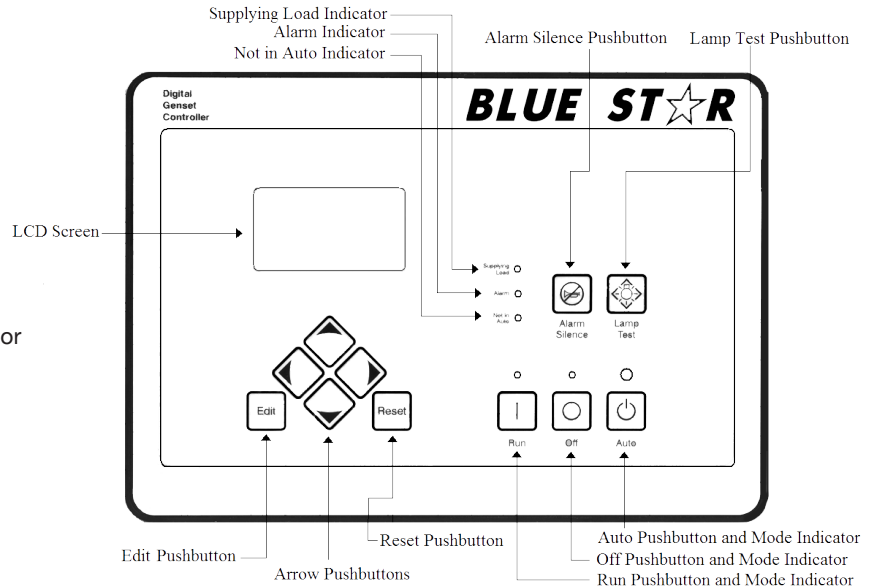 Supplying Load Indicator
Alarm Indicator
Not in Auto Indicator
Alarm Silence Pushbutton
Lamp Test Pushbutton
Digital
Genset
Controller
BLUE ST☆R
LCD Screen
Supplying
Load
Alarm
Not in
Auto
Alarm
Silence
Lamp
Test
or
Edit
Reset
Run
Off
Auto
Edit Pushbutton
Arrow Pushbuttons
Reset Pushbutton
Auto Pushbutton and Mode Indicator
Off Pushbutton and Mode Indicator
Run Pushbutton and Mode Indicator